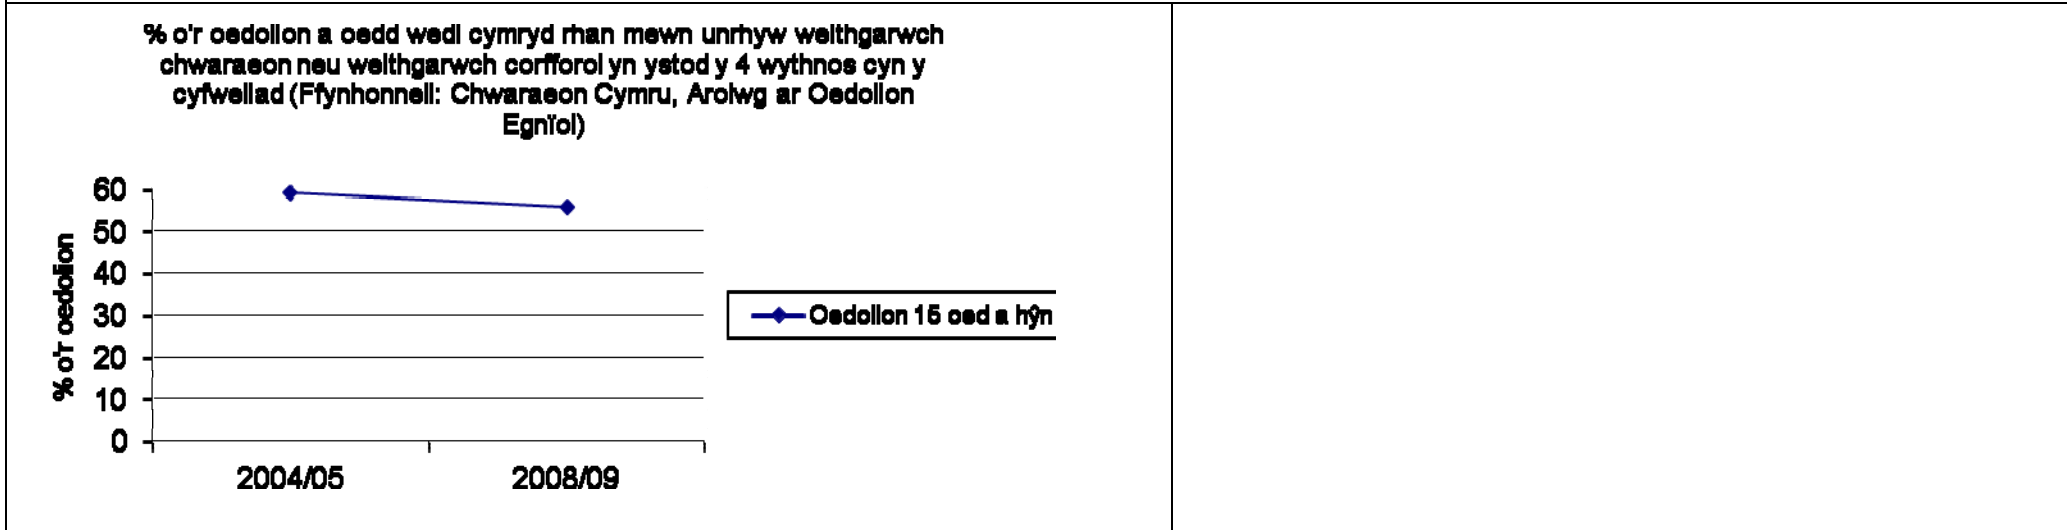 % o'r oedolion a oedd wedi cymryd rhan mewn unrhyw weithgarwch
chwaraeon neu weithgarwch corfforol yn ystod y 4 wythnos cyn y
cyfweliad (Ffynhonnell: Chwaraeon Cymru, Arolwg ar Oedolion
Egnïol)
% o'r oedolion
60
50
40
30
20
10
0
2004/05
2008/09
Oedolion 15 oed a hŷn